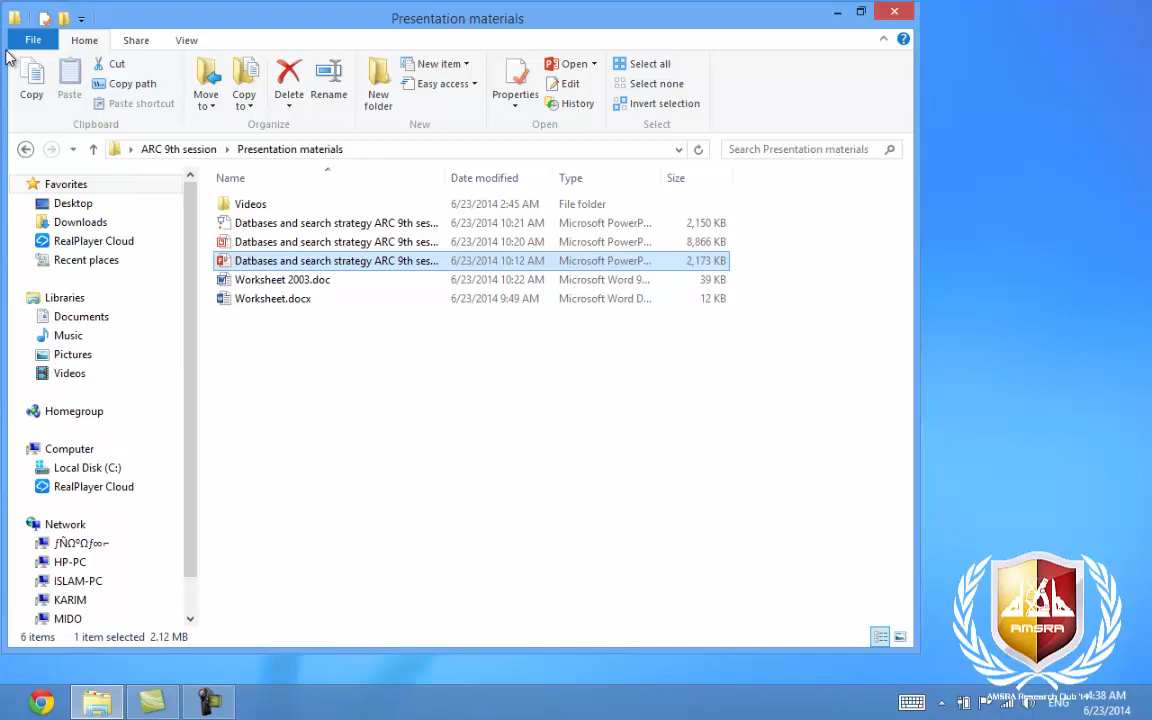 Presentation materials
File Home Share View
Copy Paste Cut Copy path Paste shortcut Clipboard
Move to Copy to Delete Rename Organize
New folder New item Easy access New
Properties Open Edit History Open
Select all Select none Invert selection Select
ARC 9th session Presentation materials Search Presentation materials
Name Date modified Type Size
Videos 6/23/2014 2:45 AM File folder
Datbases and search strategy ARC 9th ses... 6/23/2014 10:21 AM Microsoft PowerP... 2,150 KB
Datbases and search strategy ARC 9th ses... 6/23/2014 10:20 AM Microsoft PowerP... 8,866 KB
Datbases and search strategy ARC 9th ses... 6/23/2014 10:12 AM Microsoft PowerP... 2,173 KB
Worksheet 2003.doc 6/23/2014 10:22 AM Microsoft Word 9... 39 KB
Worksheet.docx 6/23/2014 9:49 AM Microsoft Word D... 12 KB
Favorites
Desktop
Downloads
RealPlayer Cloud
Recent places
Libraries
Documents
Music
Pictures
Videos
Homegroup
Computer
Local Disk (C:)
RealPlayer Cloud
Network
HP-PC
ISLAM-PC
KARIM
MIDO
6 items 1 item selected 2.12 MB
AMSRA
AMSRA Research Club '14
ENG 4:38 AM
6/23/2014